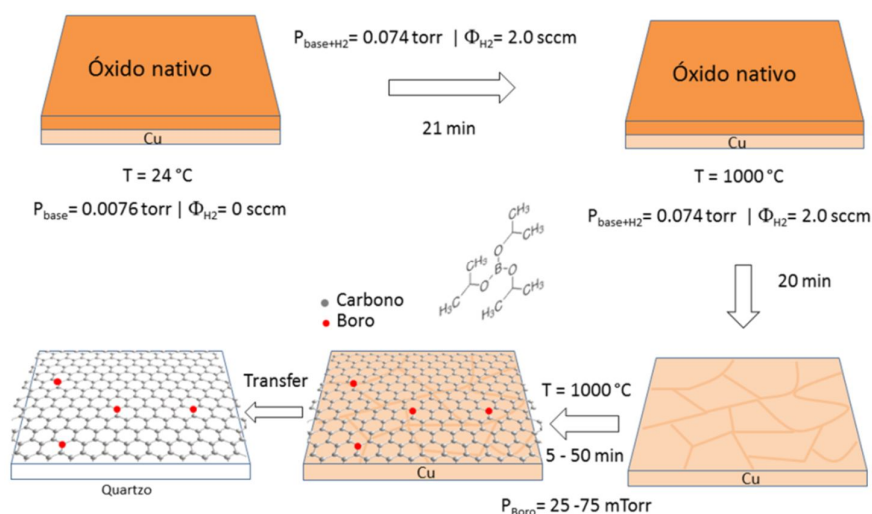 Óxido nativo
Cu
T = 24 °C
P_base = 0.0076 torr | Φ_H2= 0 sccm
P_base+H2 = 0.074 torr | Φ_H2= 2.0 sccm
21 min
Óxido nativo
Cu
T = 1000 °C
P_base+H2= 0.074 torr | Φ_H2= 2.0 sccm
20 min
Cu
T = 1000 °C
5 - 50 min
P_Boro= 25 -75 mTorr
CH3
CH3
O
CH3
B-O
O
CH3
H3C
CH3
Carbono
Boro
Cu
Transfer
Quartzo